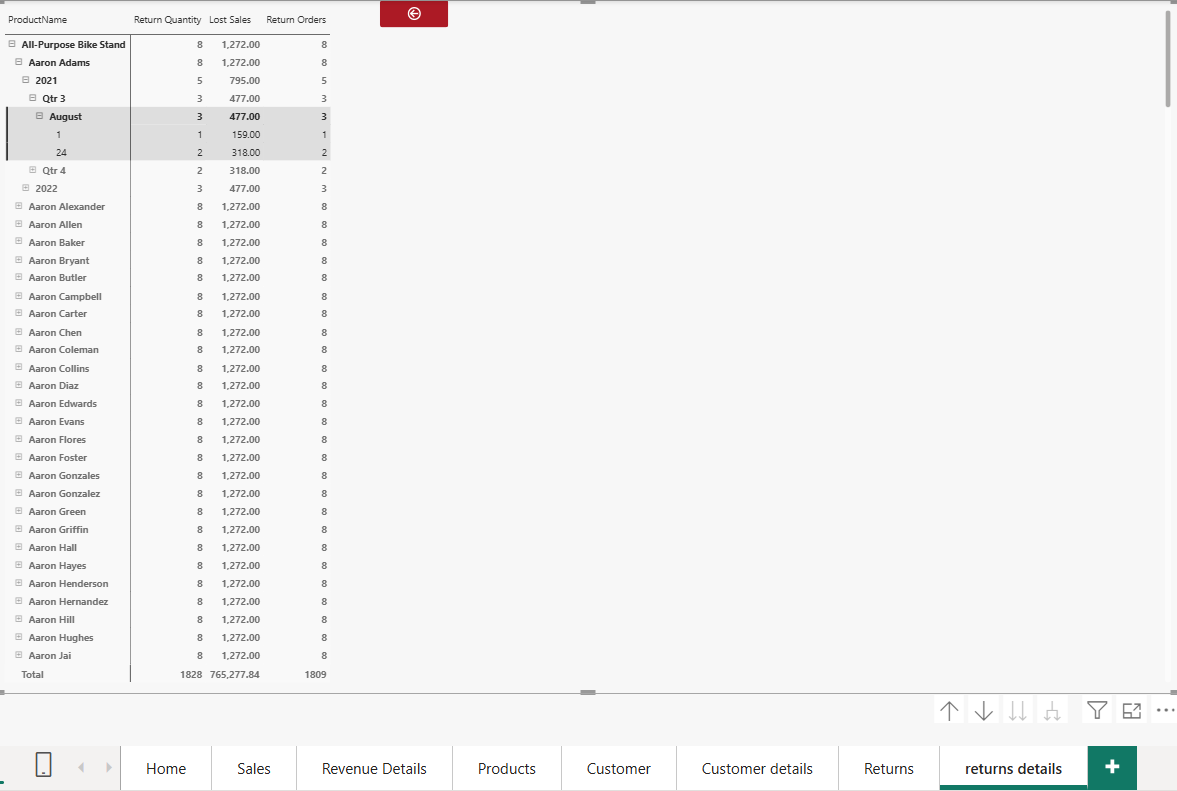 ProductName Return Quantity Lost Sales Return Orders
All-Purpose Bike Stand 8 1,272.00 8
Aaron Adams 8 1,272.00 8
2021 5 795.00 5
Qtr 3 3 477.00 3
August 3 477.00 3
1 1 159.00 1
24 2 318.00 2
Qtr 4 2 318.00 2
2022 3 477.00 3
Aaron Alexander 8 1,272.00 8
Aaron Allen 8 1,272.00 8
Aaron Baker 8 1,272.00 8
Aaron Bryant 8 1,272.00 8
Aaron Butler 8 1,272.00 8
Aaron Campbell 8 1,272.00 8
Aaron Carter 8 1,272.00 8
Aaron Chen 8 1,272.00 8
Aaron Coleman 8 1,272.00 8
Aaron Collins 8 1,272.00 8
Aaron Diaz 8 1,272.00 8
Aaron Edwards 8 1,272.00 8
Aaron Evans 8 1,272.00 8
Aaron Flores 8 1,272.00 8
Aaron Foster 8 1,272.00 8
Aaron Gonzales 8 1,272.00 8
Aaron Gonzalez 8 1,272.00 8
Aaron Green 8 1,272.00 8
Aaron Griffin 8 1,272.00 8
Aaron Hall 8 1,272.00 8
Aaron Hayes 8 1,272.00 8
Aaron Henderson 8 1,272.00 8
Aaron Hernandez 8 1,272.00 8
Aaron Hill 8 1,272.00 8
Aaron Hughes 8 1,272.00 8
Aaron Jai 8 1,272.00 8
Total 1828 765,277.84 1809
Home Sales Revenue Details Products Customer Customer details Returns returns details